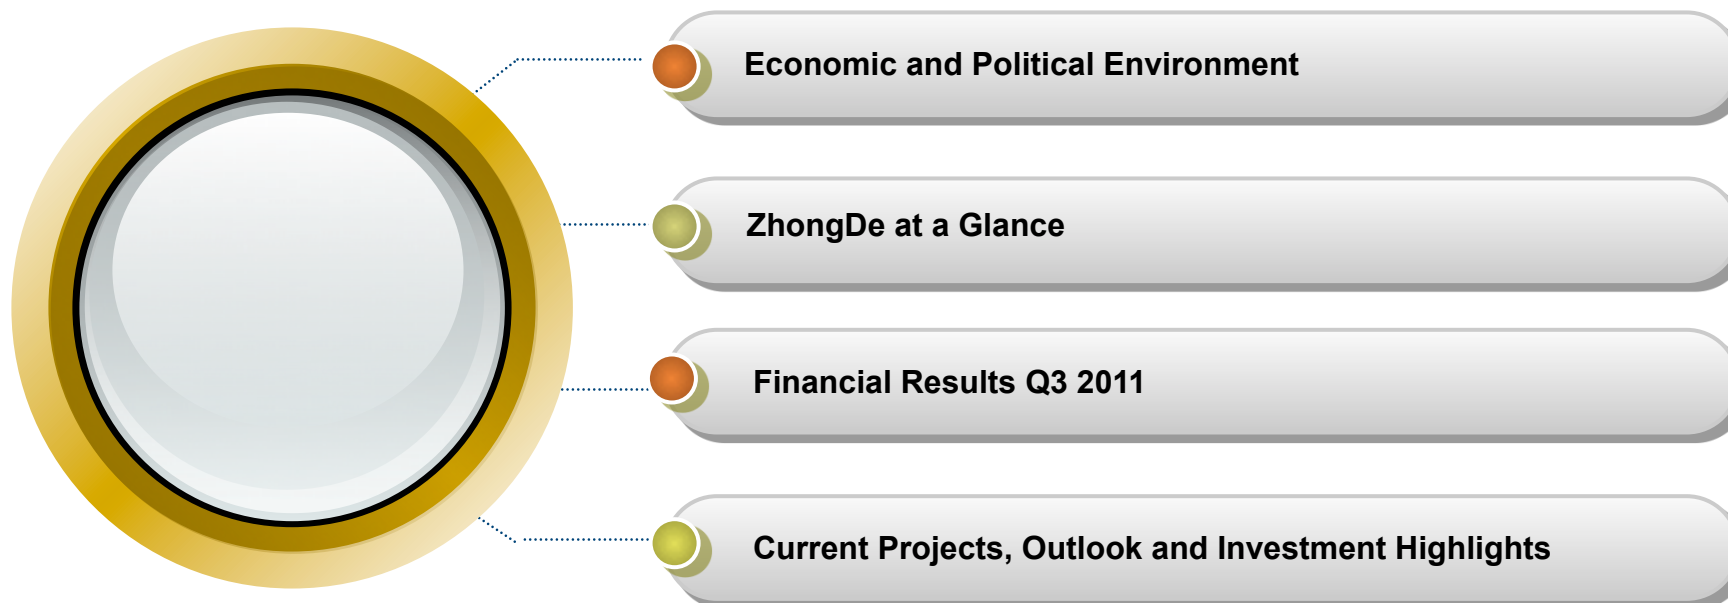 Economic and Political Environment
ZhongDe at a Glance
Financial Results Q3 2011
Current Projects, Outlook and Investment Highlights